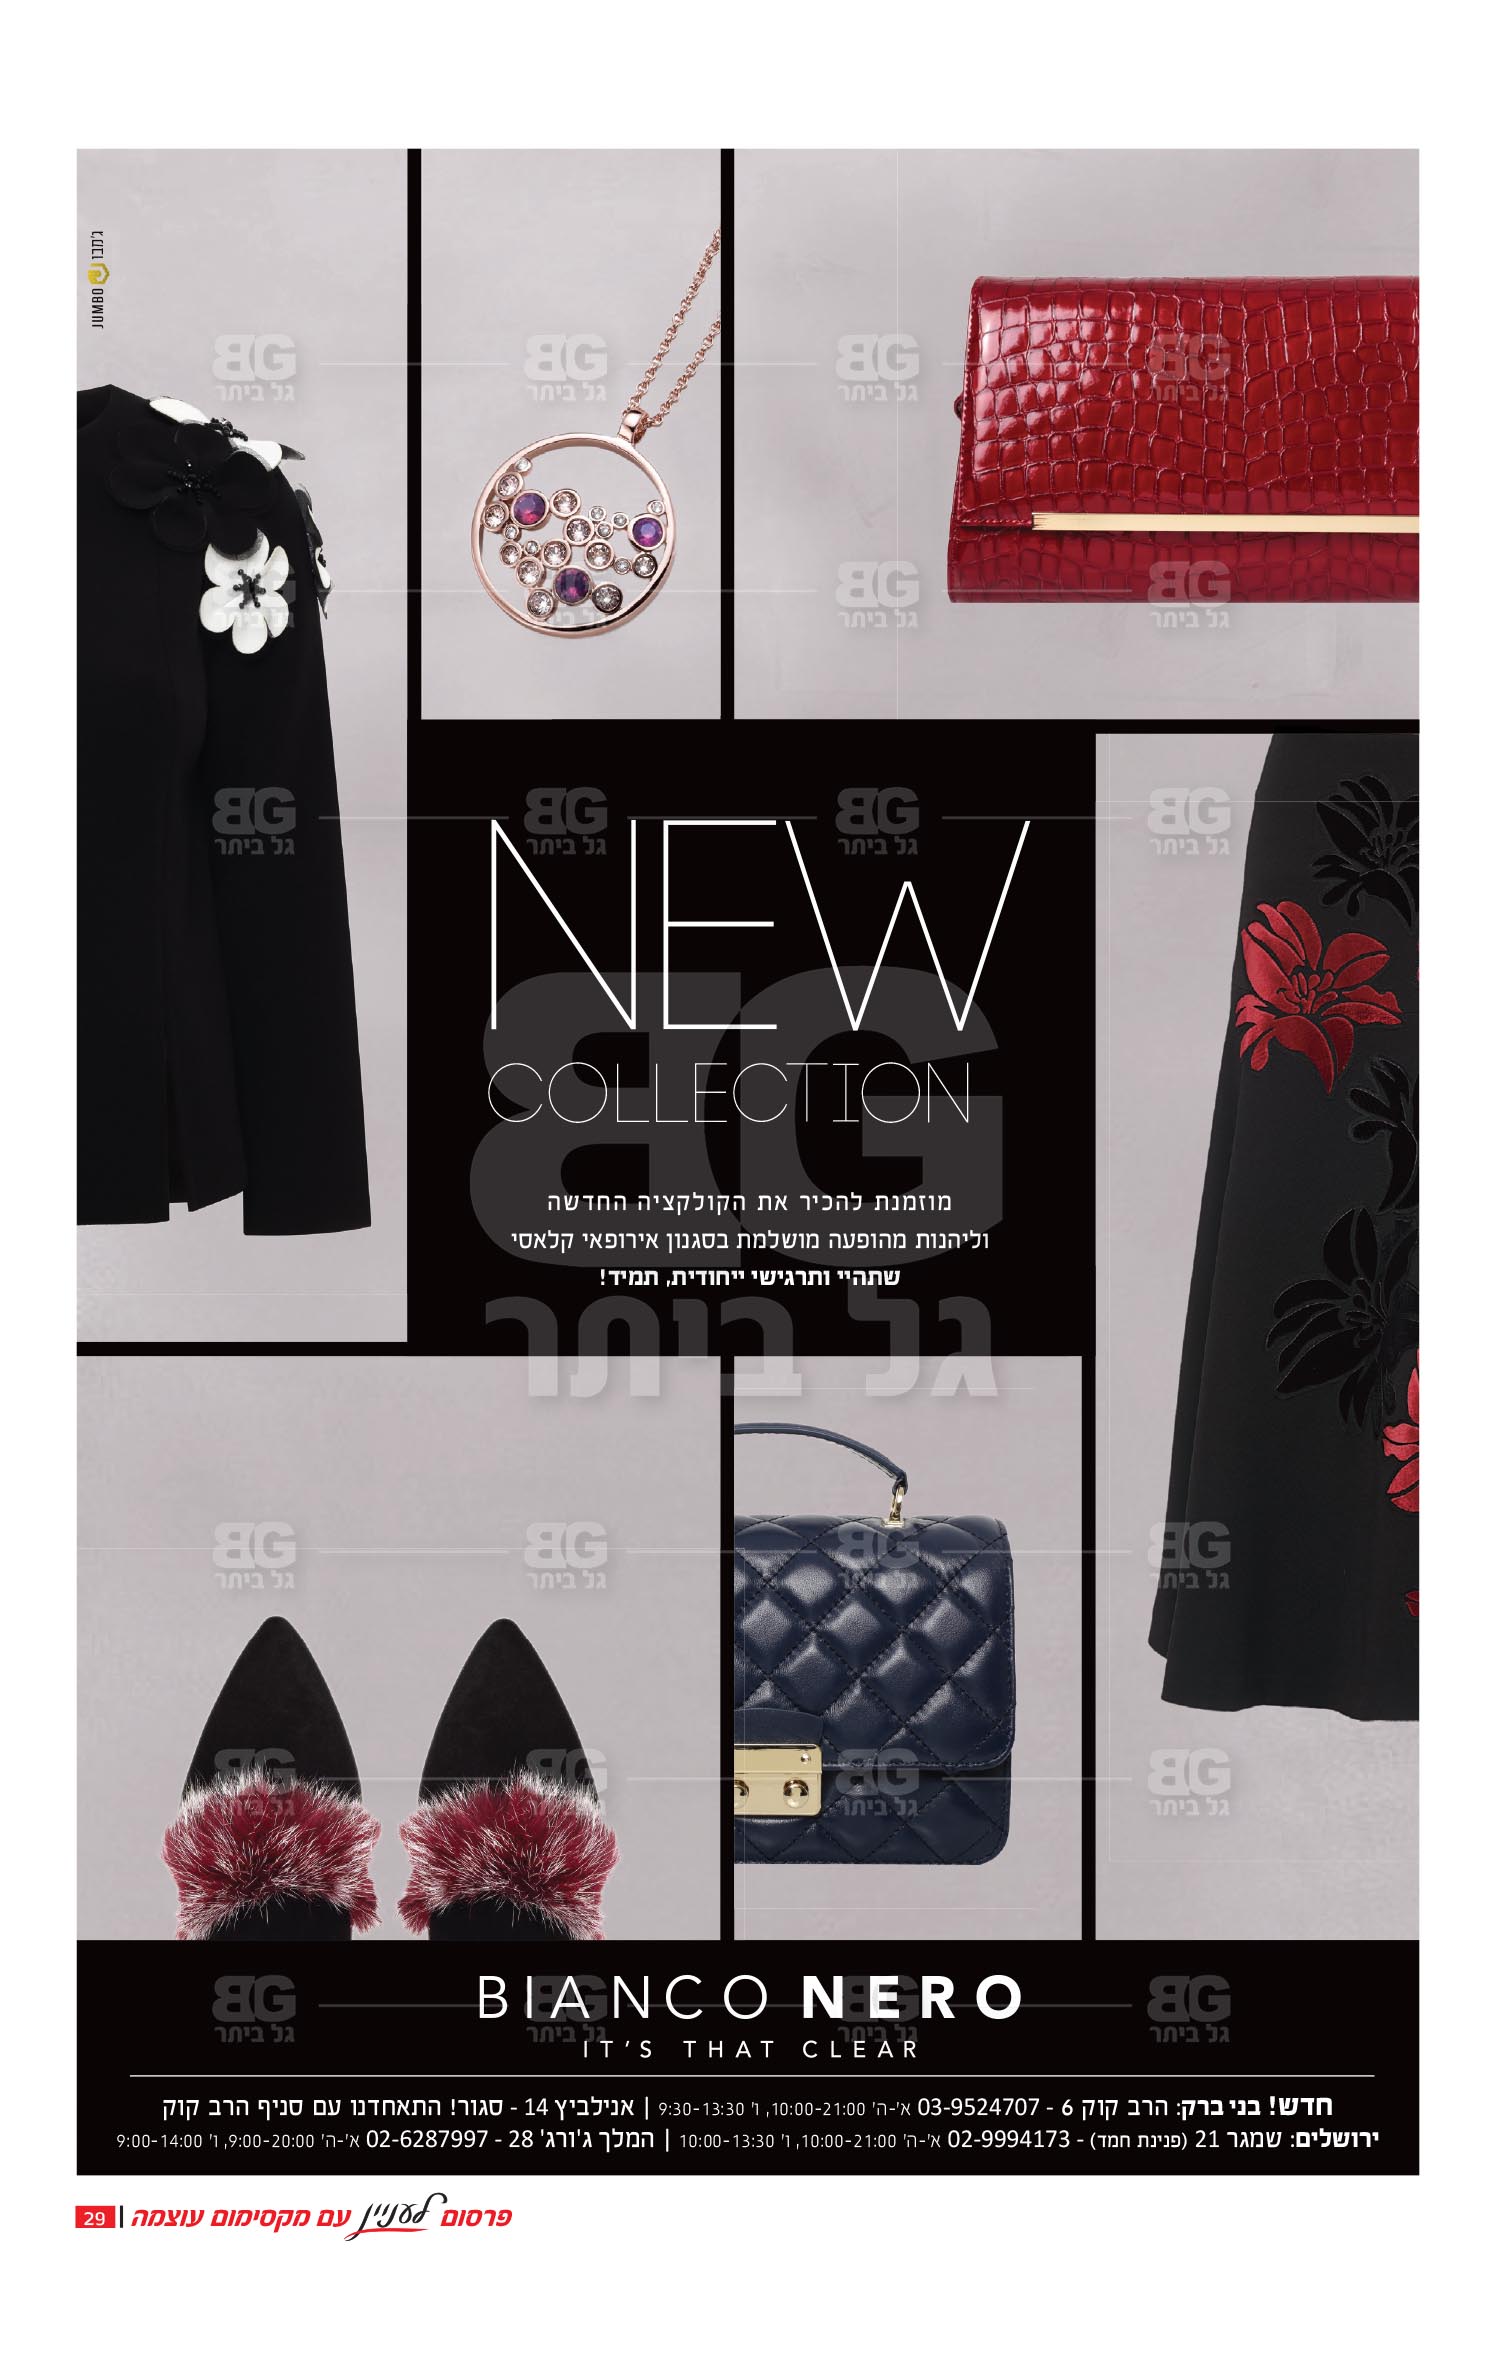 JUMBO ג'מבו
NEW
COLLECTION
מוזמנת להכיר את הקולקציה החדשה
וליהנות מהופעה מושלמת בסגנון אירופאי קלאסי
שתהיי ותרגישי ייחודית, תמיד!
BG
גל ביתר
BIANCO NERO
IT'S THAT CLEAR
חדש! בני ברק: הרב קוק 6 - 03-9524707 א'-ה' 10:00-21:00, ו' 9:30-13:30 | אנילביץ 14 - סגור! התאחדנו עם סניף הרב קוק
ירושלים: שמגר 21 (פנינת חמד) - 02-9994173 א'-ה' 10:00-21:00, ו' 10:00-13:30 | המלך ג'ורג' 28 - 02-6287997 א'-ה' 9:00-20:00, ו' 9:00-14:00
פרסום לעניין עם מקסימום עוצמה | 29